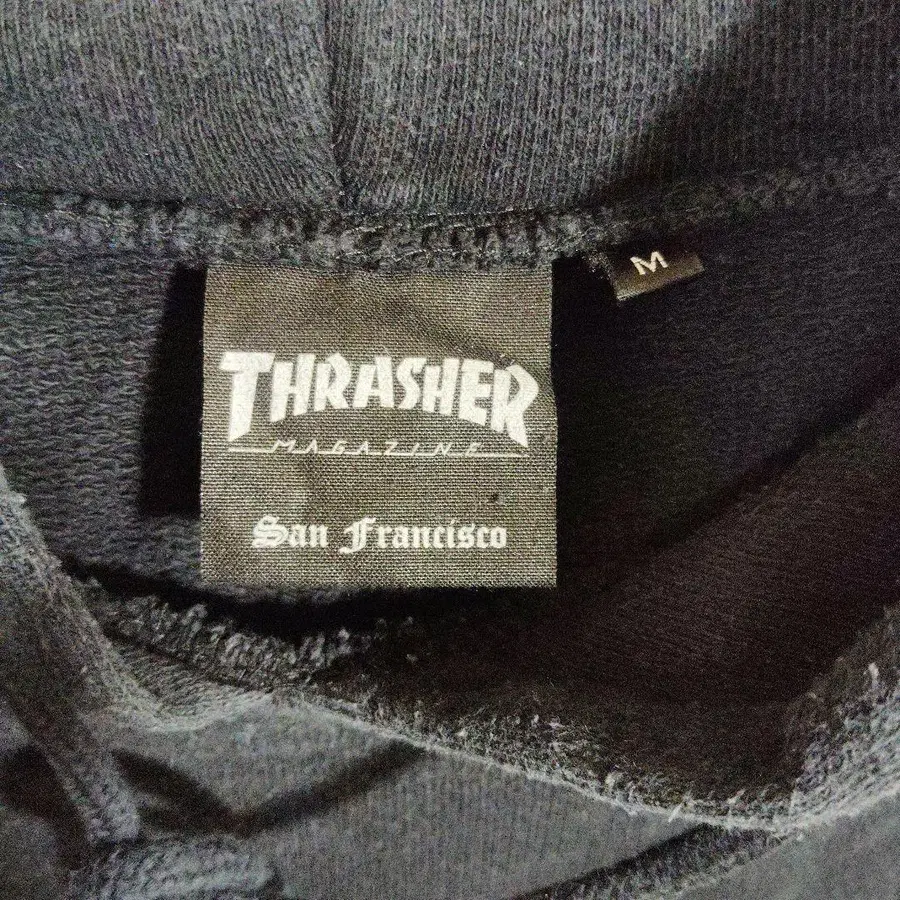 THRASHER
MAGAZINE
San Francisco
M